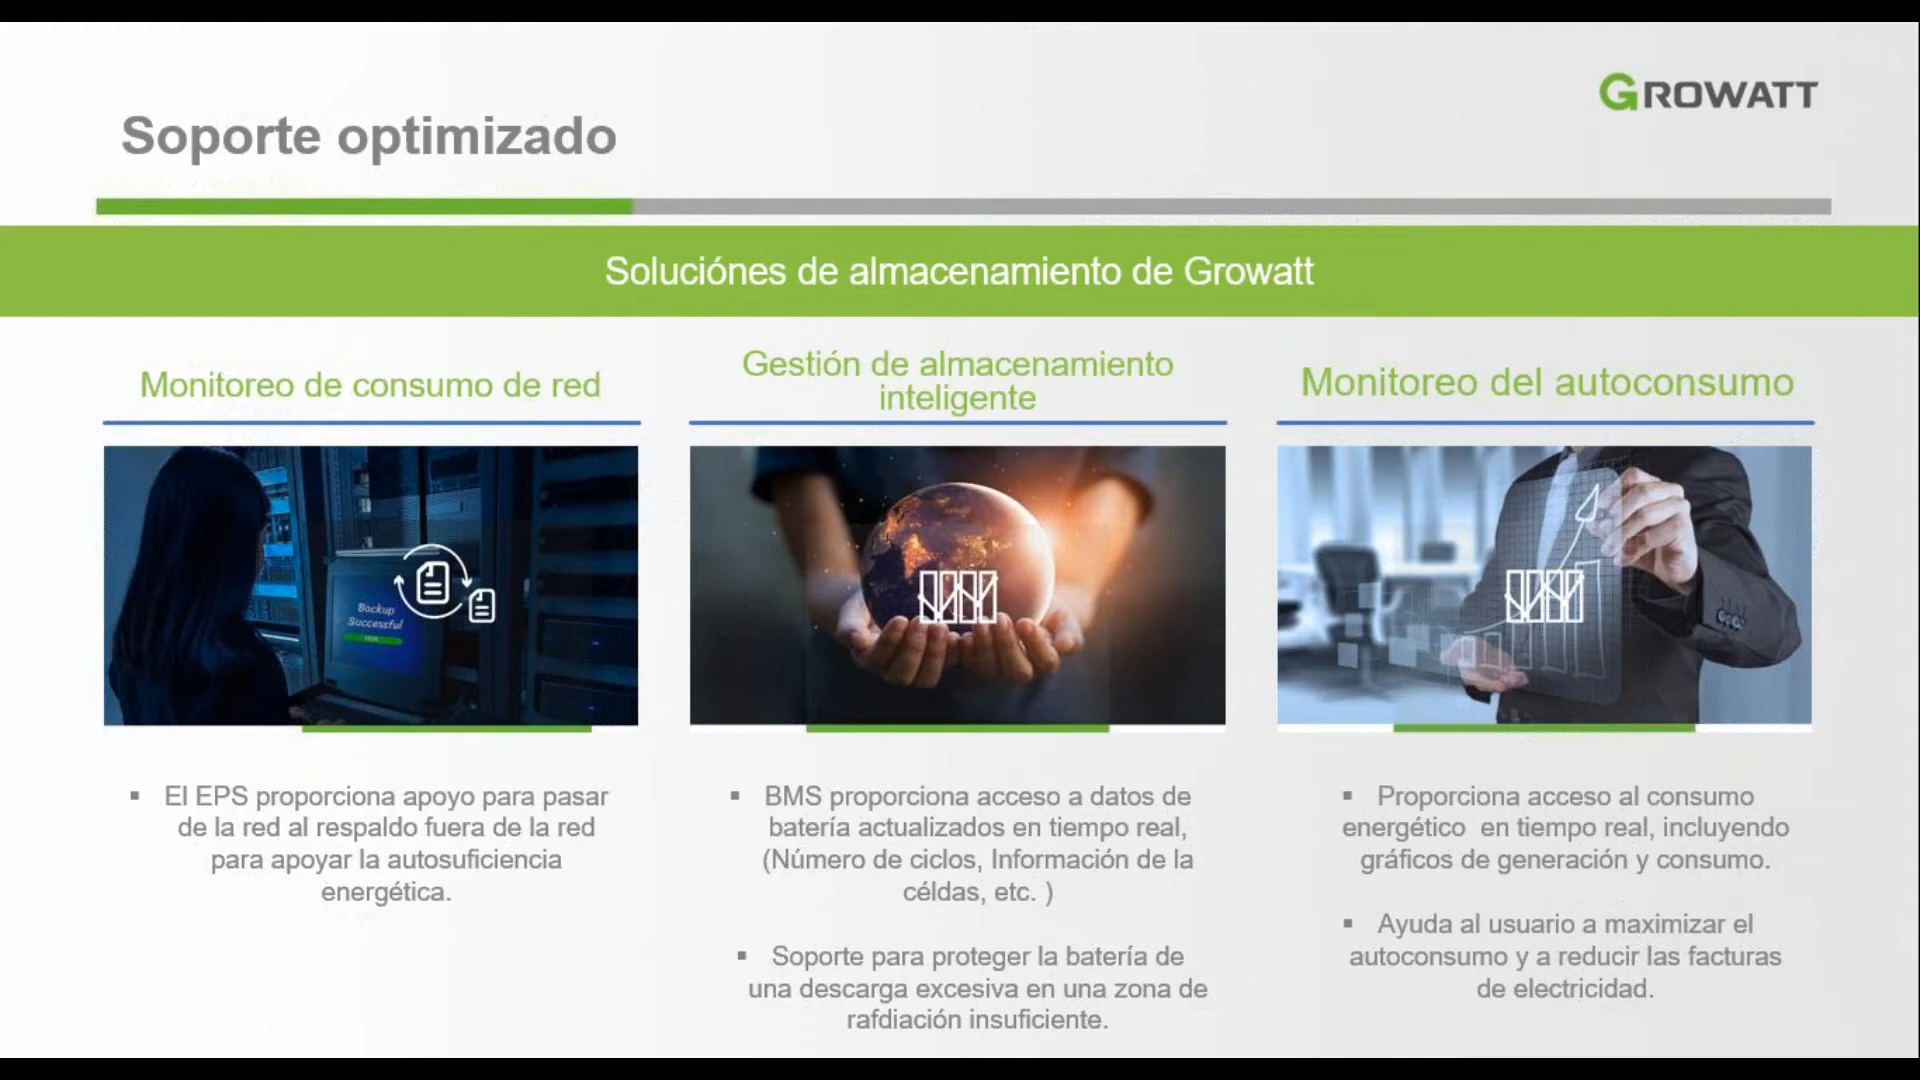 GROWATT
Soporte optimizado
Soluciónes de almacenamiento de Growatt
Monitoreo de consumo de red
Backup
Successful
▪ El EPS proporciona apoyo para pasar
de la red al respaldo fuera de la red
para apoyar la autosuficiencia
energética.
Gestión de almacenamiento
inteligente
▪ BMS proporciona acceso a datos de
batería actualizados en tiempo real,
(Número de ciclos, Información de la
céldas, etc. )
▪ Soporte para proteger la batería de
una descarga excesiva en una zona de
rafdiación insuficiente.
Monitoreo del autoconsumo
▪ Proporciona acceso al consumo
energético en tiempo real, incluyendo
gráficos de generación y consumo.
▪ Ayuda al usuario a maximizar el
autoconsumo y a reducir las facturas
de electricidad.